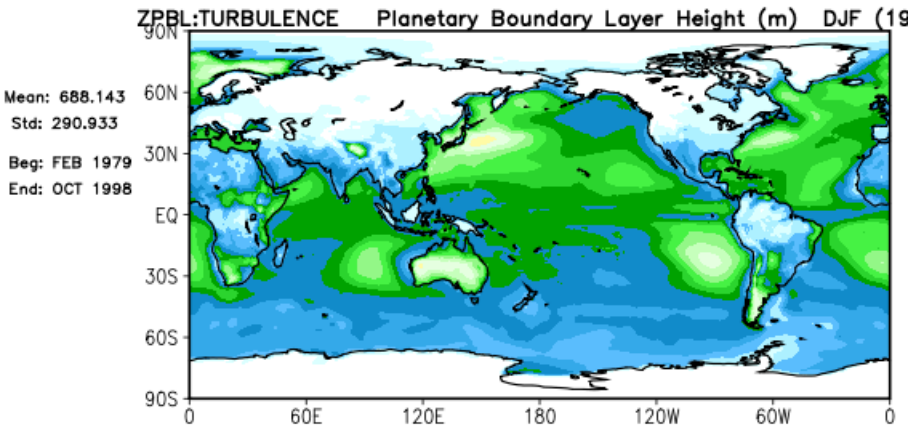 ZPBL:TURBULENCE Planetary Boundary Layer Height (m) DJF (19
Mean: 688.143
Std: 290.933
Beg: FEB 1979
End: OCT 1998
90N
60N
30N
EQ
30S
60S
90S
0 60E 120E 180 120W 60W 0